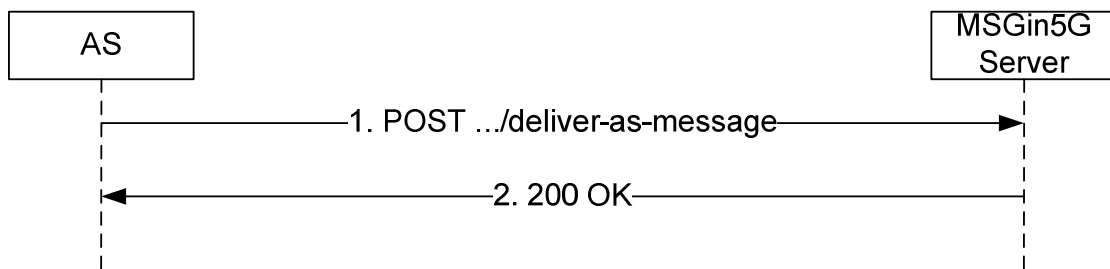 AS
MSGin5G
Server
1. POST .../deliver-as-message
2. 200 OK